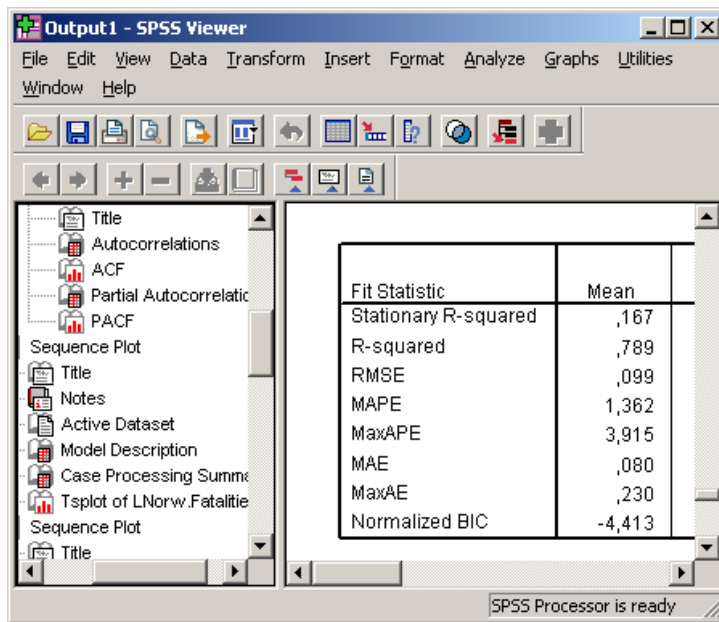 Output1 - SPSS Viewer
File Edit View Data Transform Insert Format Analyze Graphs Utilities
Window Help
Title
Autocorrelations
ACF
Partial Autocorrelatic
PACF
Sequence Plot
Title
Notes
Active Dataset
Model Description
Case Processing Summa
Tsplot of LNorw.Fatalitie
Sequence Plot
Title
Fit Statistic Mean
Stationary R-squared ,167
R-squared ,789
RMSE ,099
MAPE 1,362
MaxAPE 3,915
MAE ,080
MaxAE ,230
Normalized BIC -4,413
SPSS Processor is ready